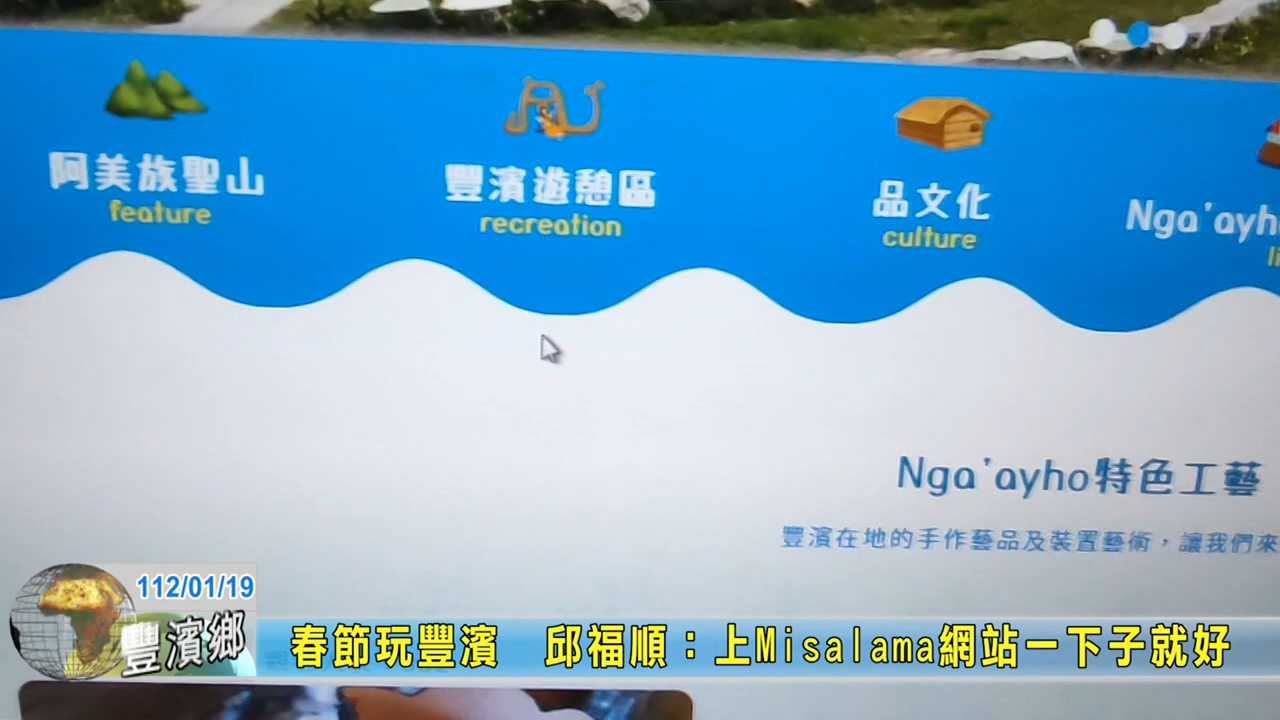 阿美族聖山
feature
豐濱遊憩區
recreation
品文化
culture
Nga'ayh
Nga'ayho特色工藝
豐濱在地的手作藝品及裝置藝術，讓我們來
112/01/19
豐濱鄉
春節玩豐濱 邱福順：上Misalama網站一下子就好